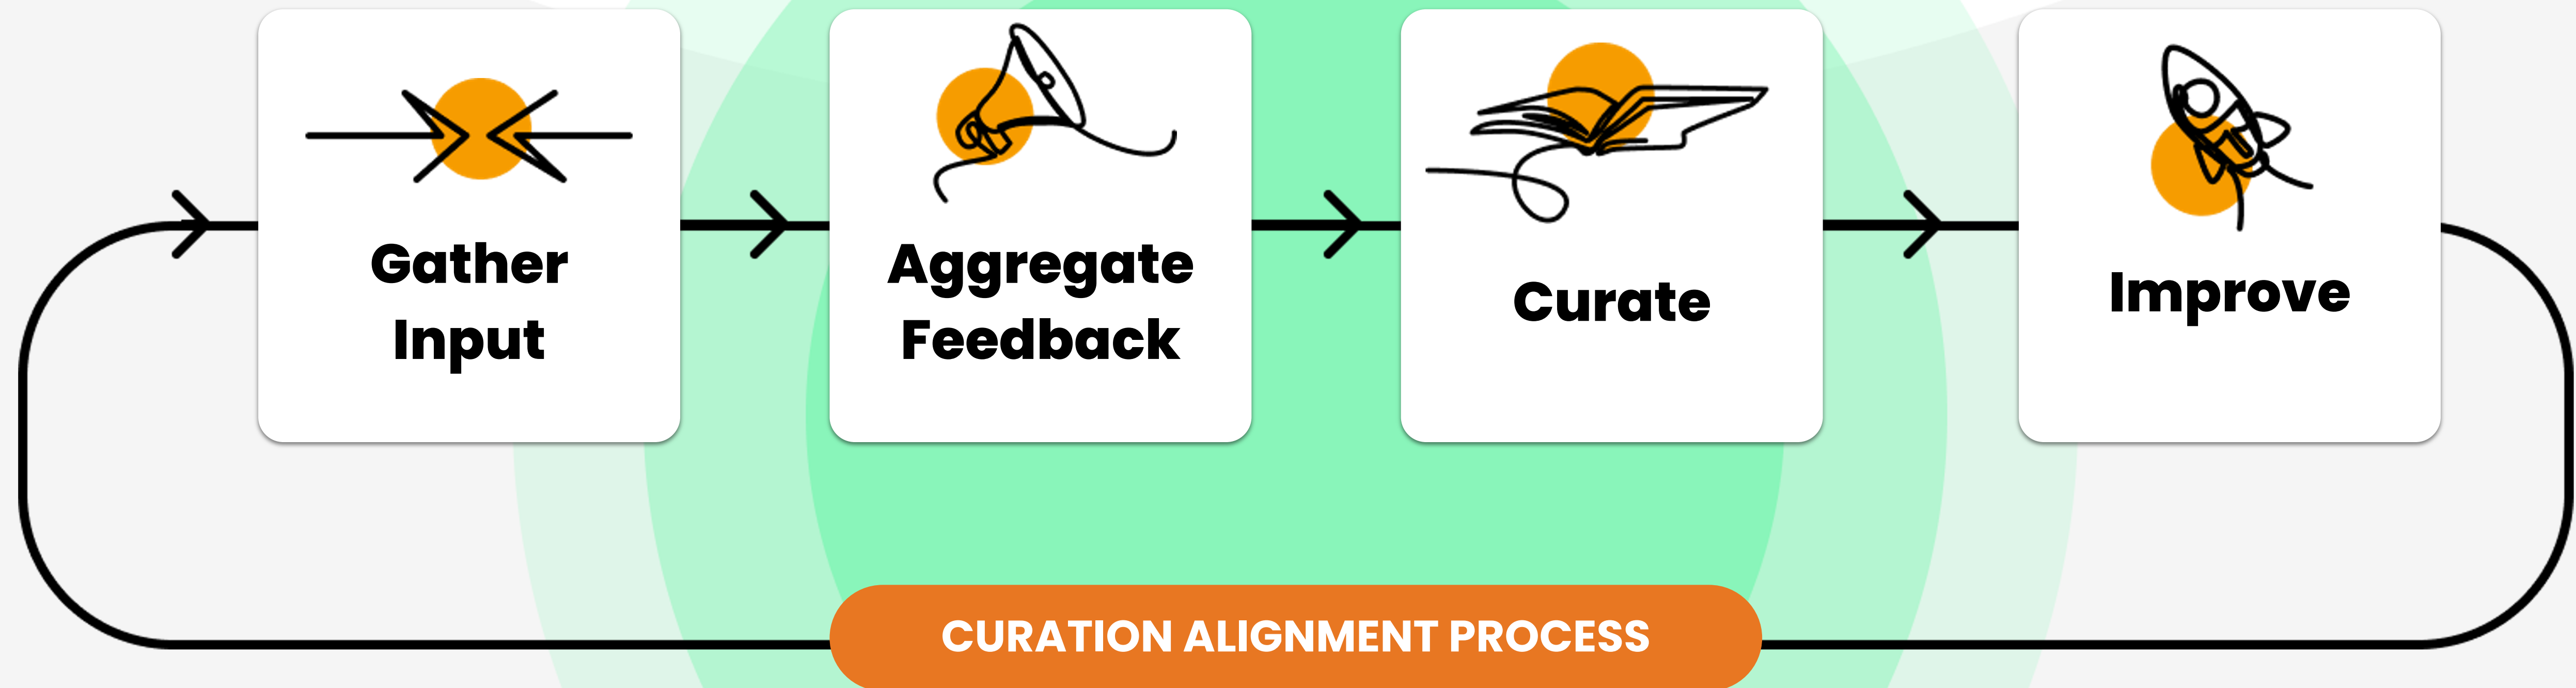 Gather
Input
Aggregate
Feedback
Curate
Improve
CURATION ALIGNMENT PROCESS